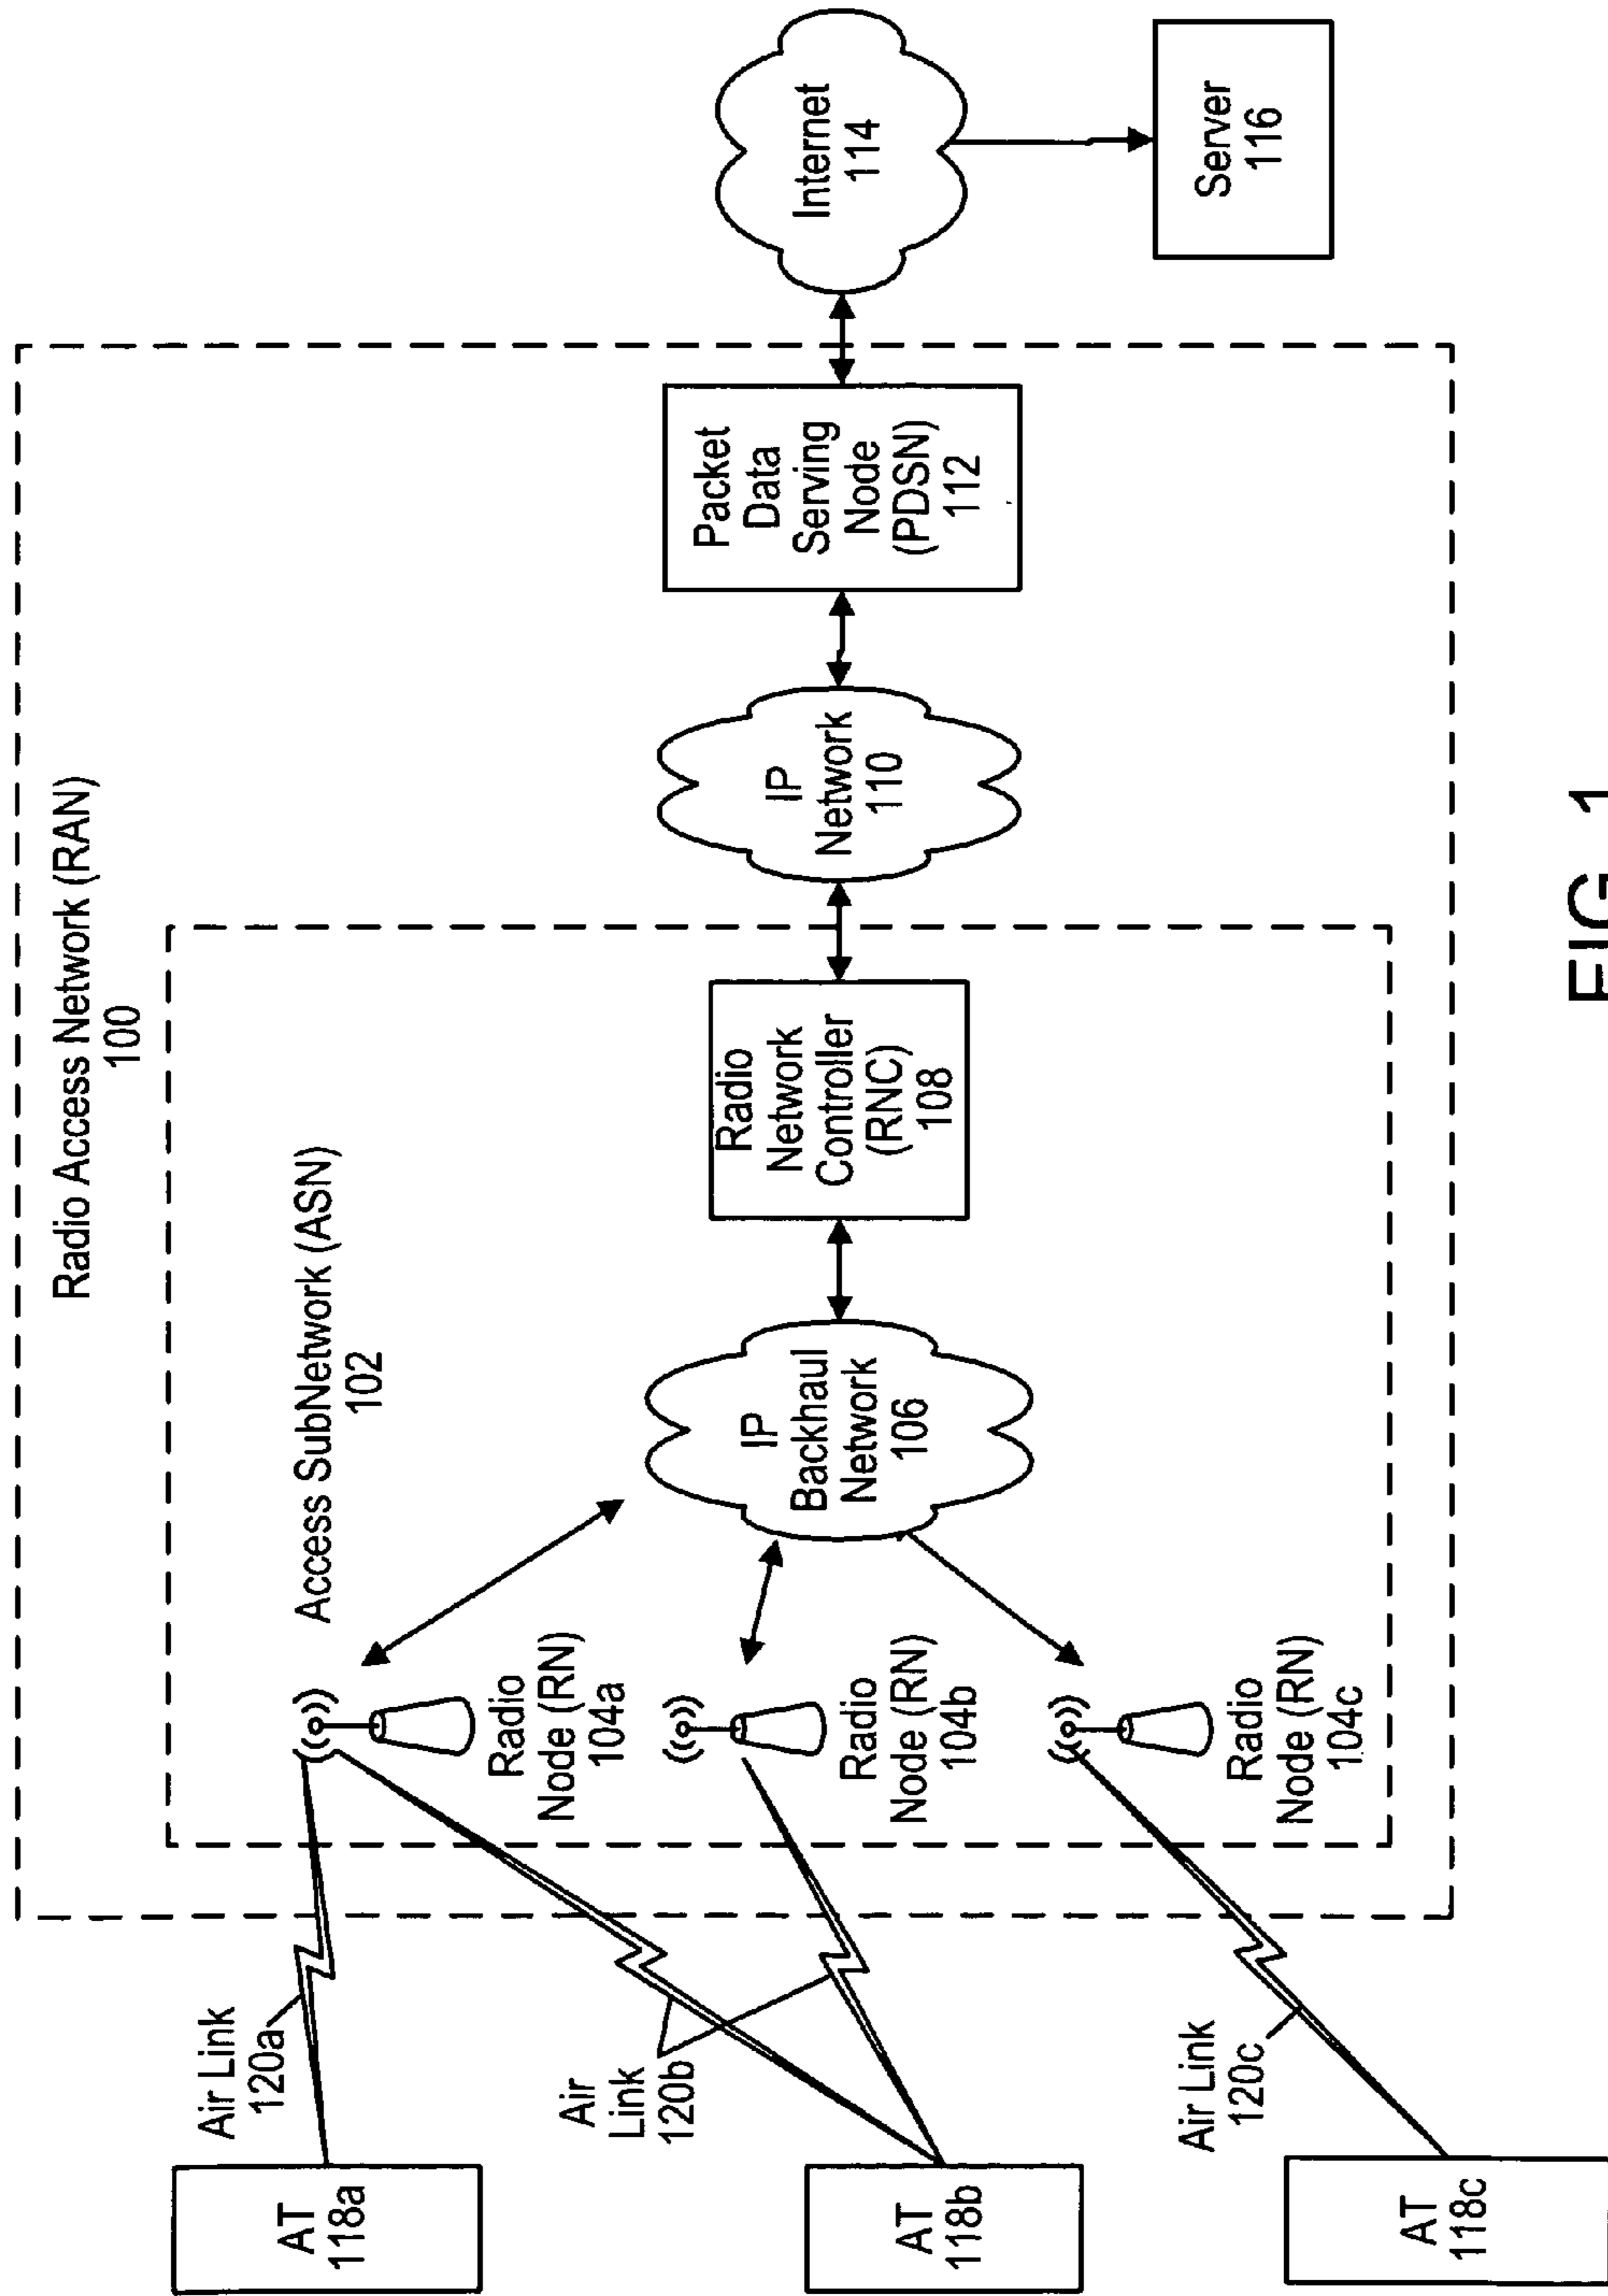 Radio Access Network (RAN)
100
Access SubNetwork (ASN)
102
AT
118a
Air Link
120a
Radio
Node (RN)
104a
AT
118b
Air
Link
120b
Radio
Node (RN)
104b
AT
118c
Air Link
120c
Radio
Node (RN)
104c
IP
Backhaul
Network
106
Radio
Network
Controller
(RNC)
108
IP
Network
110
Packet
Data
Serving
Node
(PDSN)
112
Internet
114
Server
116
FIG. 1